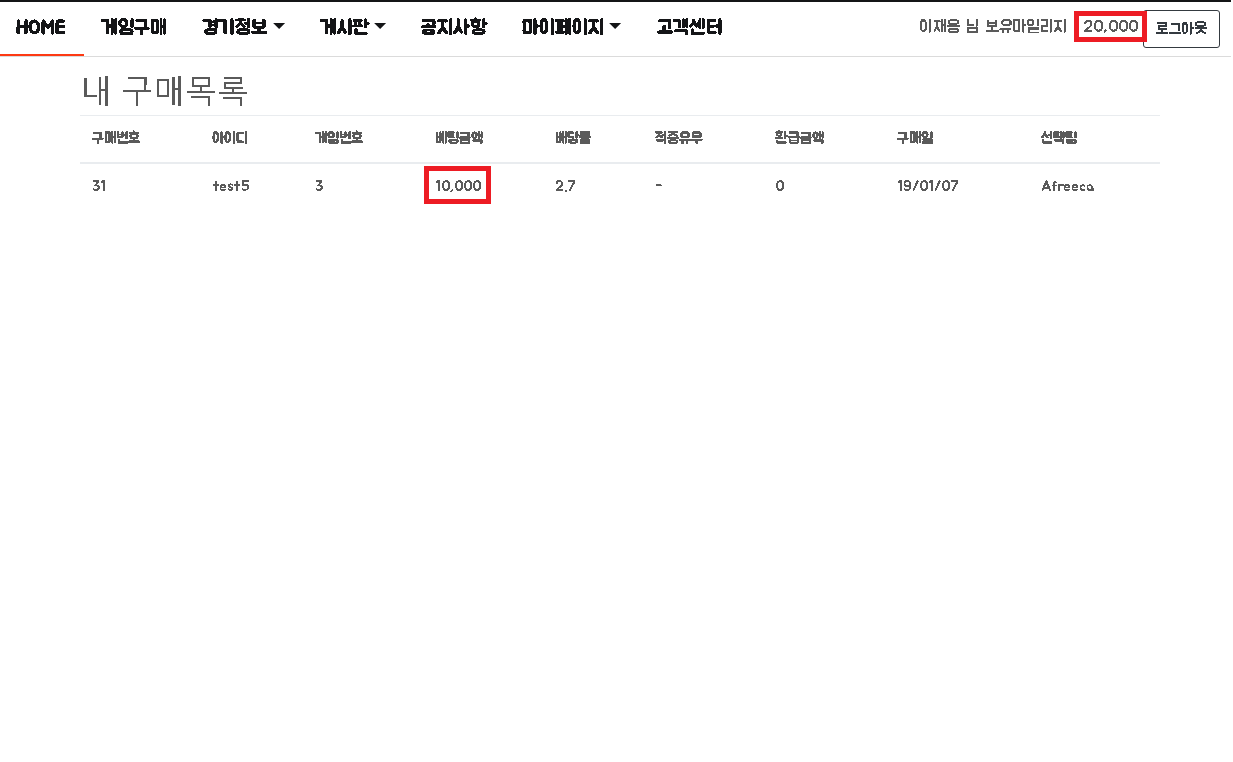 HOME 게임구매 경기정보 게시판 공지사항 마이페이지 고객센터 이재용 님 보유마일리지 20,000 로그아웃
내 구매목록
구매번호 아이디 게임번호 베팅금액 배당률 적중유무 환급금액 구매일 선택팀
31 test5 3 10,000 2.7 - 0 19/01/07 Afreeca